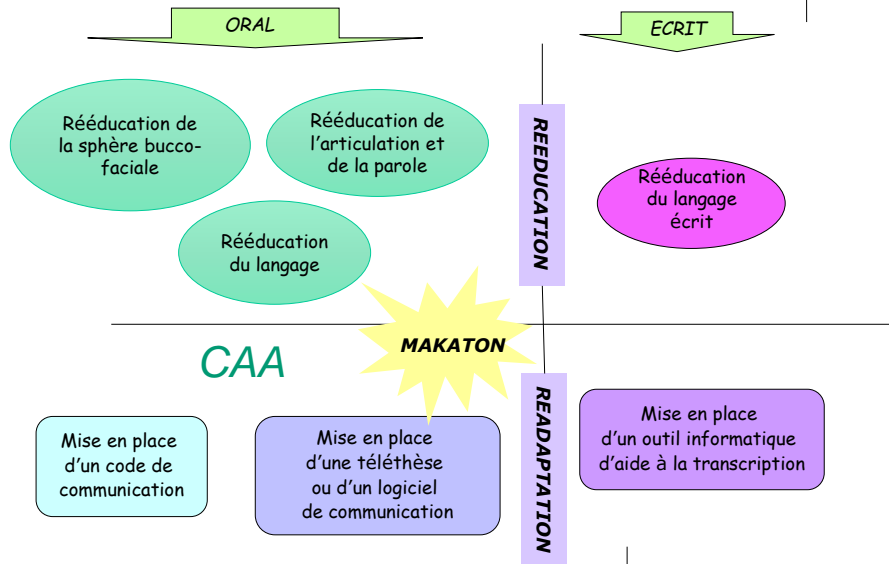 ORAL
ECRIT
Rééducation de
la sphère bucco-
faciale
Rééducation de
l'articulation et
de la parole
Rééducation
du langage
REEDUCATION
Rééducation
du langage
écrit
MAKATON
CAA
READAPTATION
Mise en place
d'un code de
communication
Mise en place
d'une téléthèse
ou d'un logiciel
de communication
Mise en place
d'un outil informatique
d'aide à la transcription